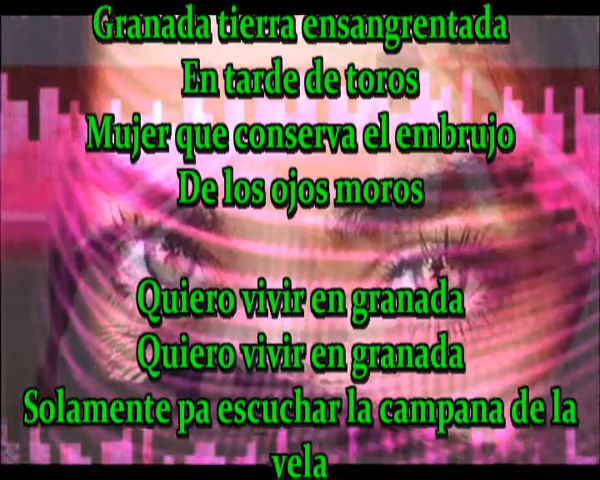 Granada tierra ensangrentada
En tarde de toros
Mujer que conserva el embrujo
De los ojos moros
Quiero vivir en granada
Quiero vivir en granada
Solamente pa escuchar la campana de la
vela